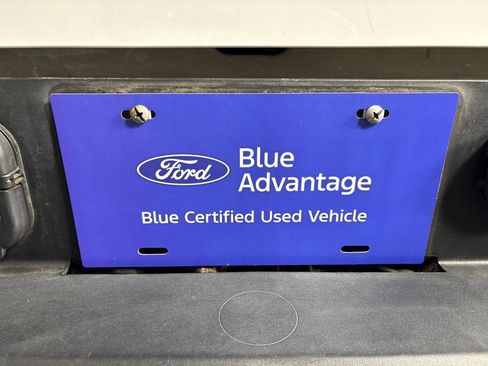 Ford
Blue
Advantage
Blue Certified Used Vehicle